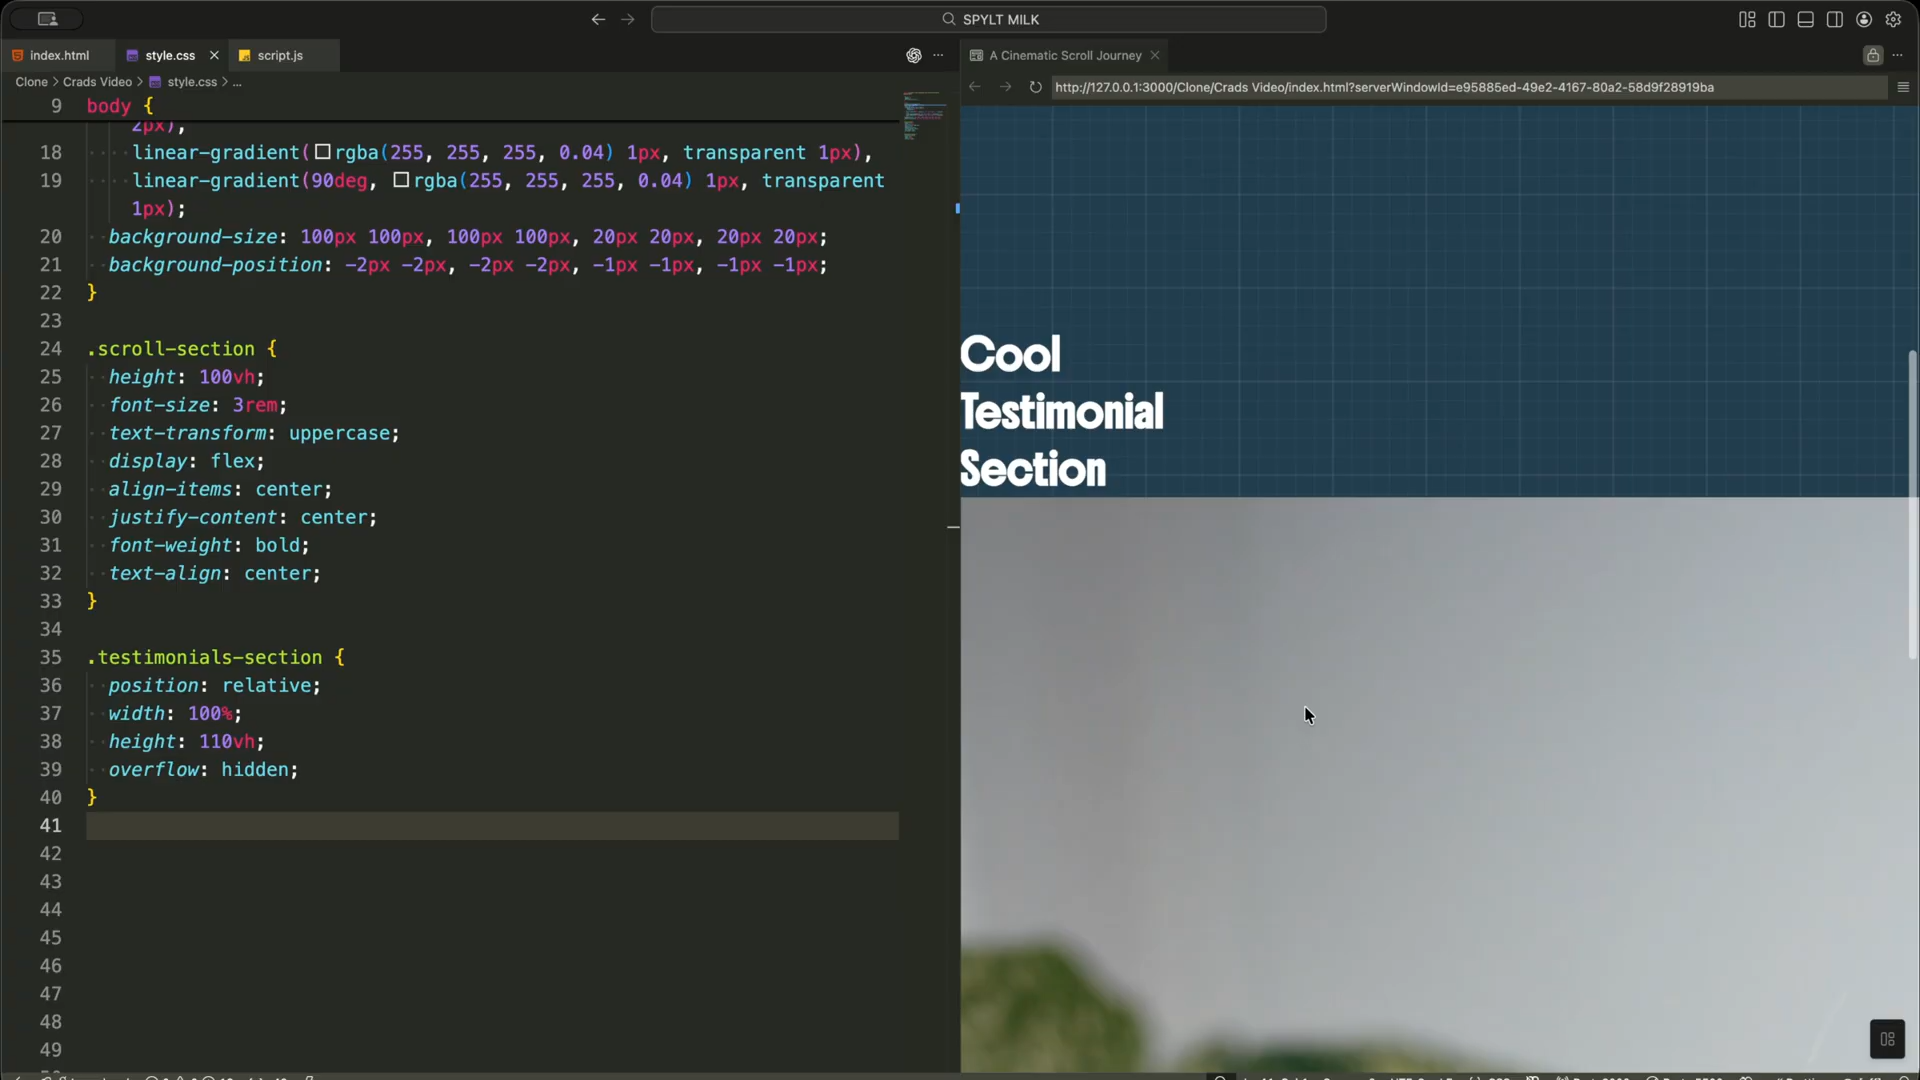 SPYLT MILK
index.html
style.css
script.js
A Cinematic Scroll Journey
Clone > Crads Video > style.css > ...
http://127.0.0.1:3000/Clone/Crads Video/index.html?serverWindowId=e95885ed-49e2-4167-80a2-58d9f28919ba
9 body {
2px),
18 linear-gradient(rgba(255, 255, 255, 0.04) 1px, transparent 1px),
19 linear-gradient(90deg, rgba(255, 255, 255, 0.04) 1px, transparent
1px);
20 background-size: 100px 100px, 100px 100px, 20px 20px, 20px 20px;
21 background-position: -2px -2px, -2px -2px, -1px -1px, -1px -1px;
22 }
23
24 .scroll-section {
25 height: 100vh;
26 font-size: 3rem;
27 text-transform: uppercase;
28 display: flex;
29 align-items: center;
30 justify-content: center;
31 font-weight: bold;
32 text-align: center;
33 }
34
35 .testimonials-section {
36 position: relative;
37 width: 100%;
38 height: 110vh;
39 overflow: hidden;
40 }
41
42
43
44
45
46
47
48
49
Cool
Testimonial
Section